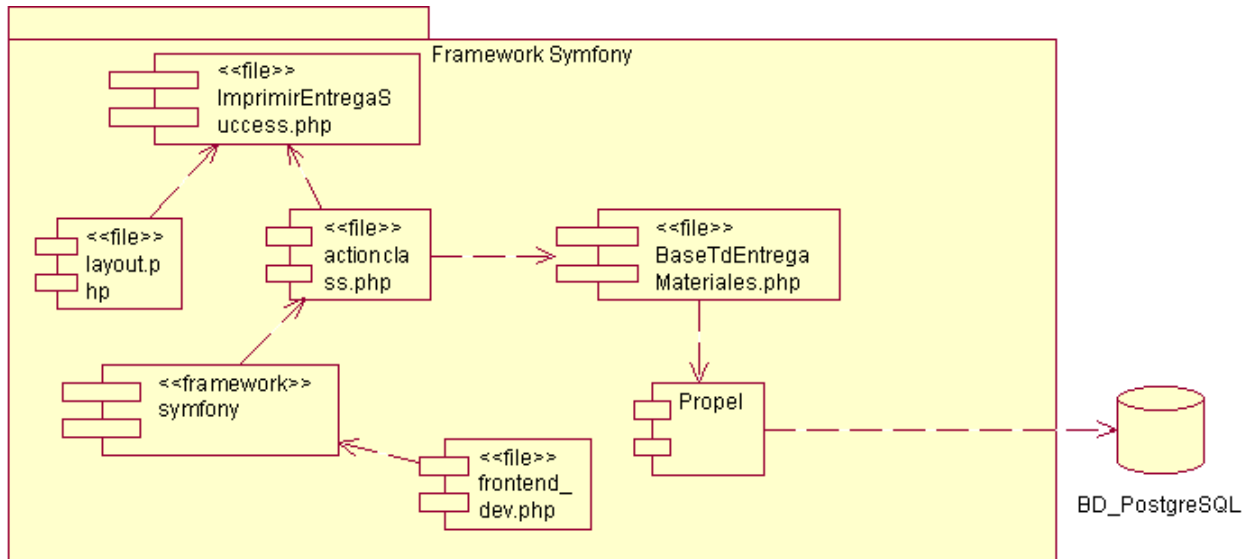 Framework Symfony
<<file>>
ImprimirEntregaS
uccess.php
<<file>>
layout.p
hp
<<file>>
actioncla
ss.php
<<file>>
BaseTdEntrega
Materiales.php
<<framework>>
symfony
Propel
<<file>>
frontend_
dev.php
BD_PostgreSQL